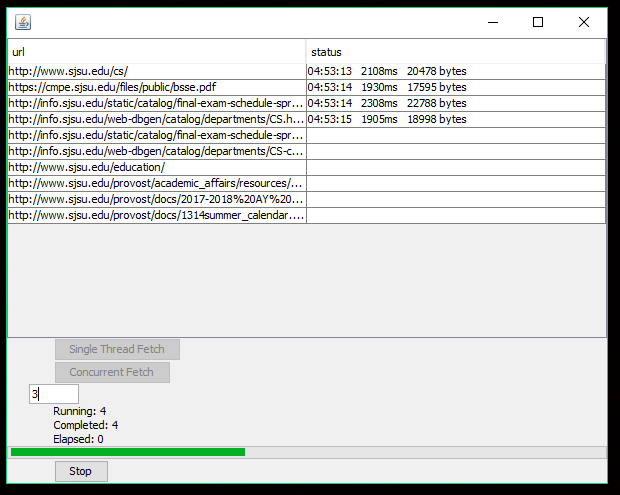 url status
http://www.sjsu.edu/cs/ 04:53:13 2108ms 20478 bytes
https://cmpe.sjsu.edu/files/public/bsse.pdf 04:53:14 1930ms 17595 bytes
http://info.sjsu.edu/static/catalog/final-exam-schedule-spr... 04:53:14 2308ms 22788 bytes
http://info.sjsu.edu/web-dbgen/catalog/departments/CS.h... 04:53:15 1905ms 18998 bytes
http://info.sjsu.edu/static/catalog/final-exam-schedule-spr...
http://info.sjsu.edu/web-dbgen/catalog/departments/CS-c...
http://www.sjsu.edu/education/
http://www.sjsu.edu/provost/academic_affairs/resources/...
http://www.sjsu.edu/provost/docs/2017-2018%20AY%20...
http://www.sjsu.edu/provost/docs/1314summer_calendar....
Single Thread Fetch
Concurrent Fetch
3
Running: 4
Completed: 4
Elapsed: 0
Stop